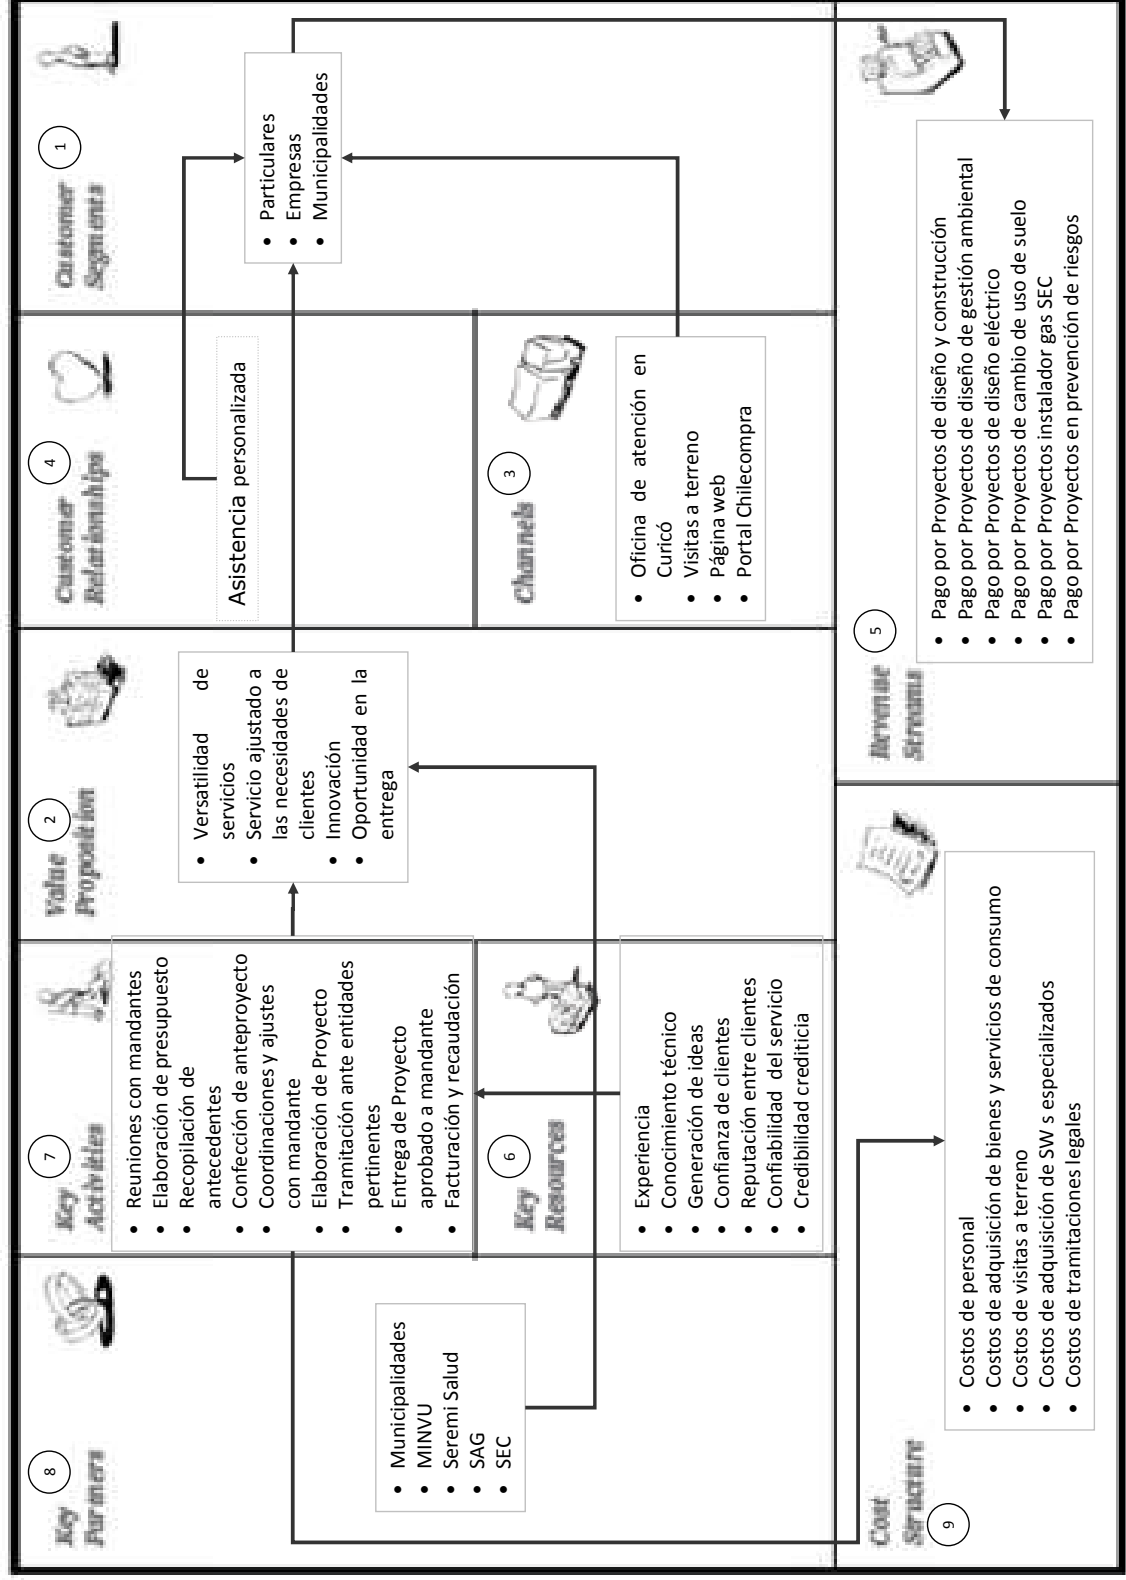 Key
Partners
8
• Municipalidades
• MINVU
• Seremi Salud
• SAG
• SEC
Key
Activities
7
• Reuniones con mandantes
• Elaboración de presupuesto
• Recopilación de
antecedentes
• Confección de anteproyecto
• Coordinaciones y ajustes
con mandante
• Elaboración de Proyecto
• Tramitación ante entidades
pertinentes
• Entrega de Proyecto
aprobado a mandante
• Facturación y recaudación
Key
Resources
6
• Experiencia
• Conocimiento técnico
• Generación de ideas
• Confianza de clientes
• Reputación entre clientes
• Confiabilidad del servicio
• Credibilidad crediticia
Value
Proposition
2
• Versatilidad de
servicios
• Servicio ajustado a
las necesidades de
clientes
• Innovación
• Oportunidad en la
entrega
Customer
Relationships
4
Asistencia personalizada
Channels
3
• Oficina de atención en
Curicó
• Visitas a terreno
• Página web
• Portal Chilecompra
Customer
Segments
1
• Particulares
• Empresas
• Municipalidades
Cost
Structure
9
• Costos de personal
• Costos de adquisición de bienes y servicios de consumo
• Costos de visitas a terreno
• Costos de adquisición de SW s especializados
• Costos de tramitaciones legales
Revenue
Streams
5
• Pago por Proyectos de diseño y construcción
• Pago por Proyectos de diseño de gestión ambiental
• Pago por Proyectos de diseño eléctrico
• Pago por Proyectos de cambio de uso de suelo
• Pago por Proyectos instalador gas SEC
• Pago por Proyectos en prevención de riesgos